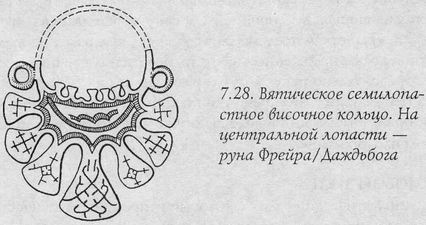 7.28. Вятическое семилопа-
стное височное кольцо. На
центральной лопасти —
руна Фрейра/Даждьбога